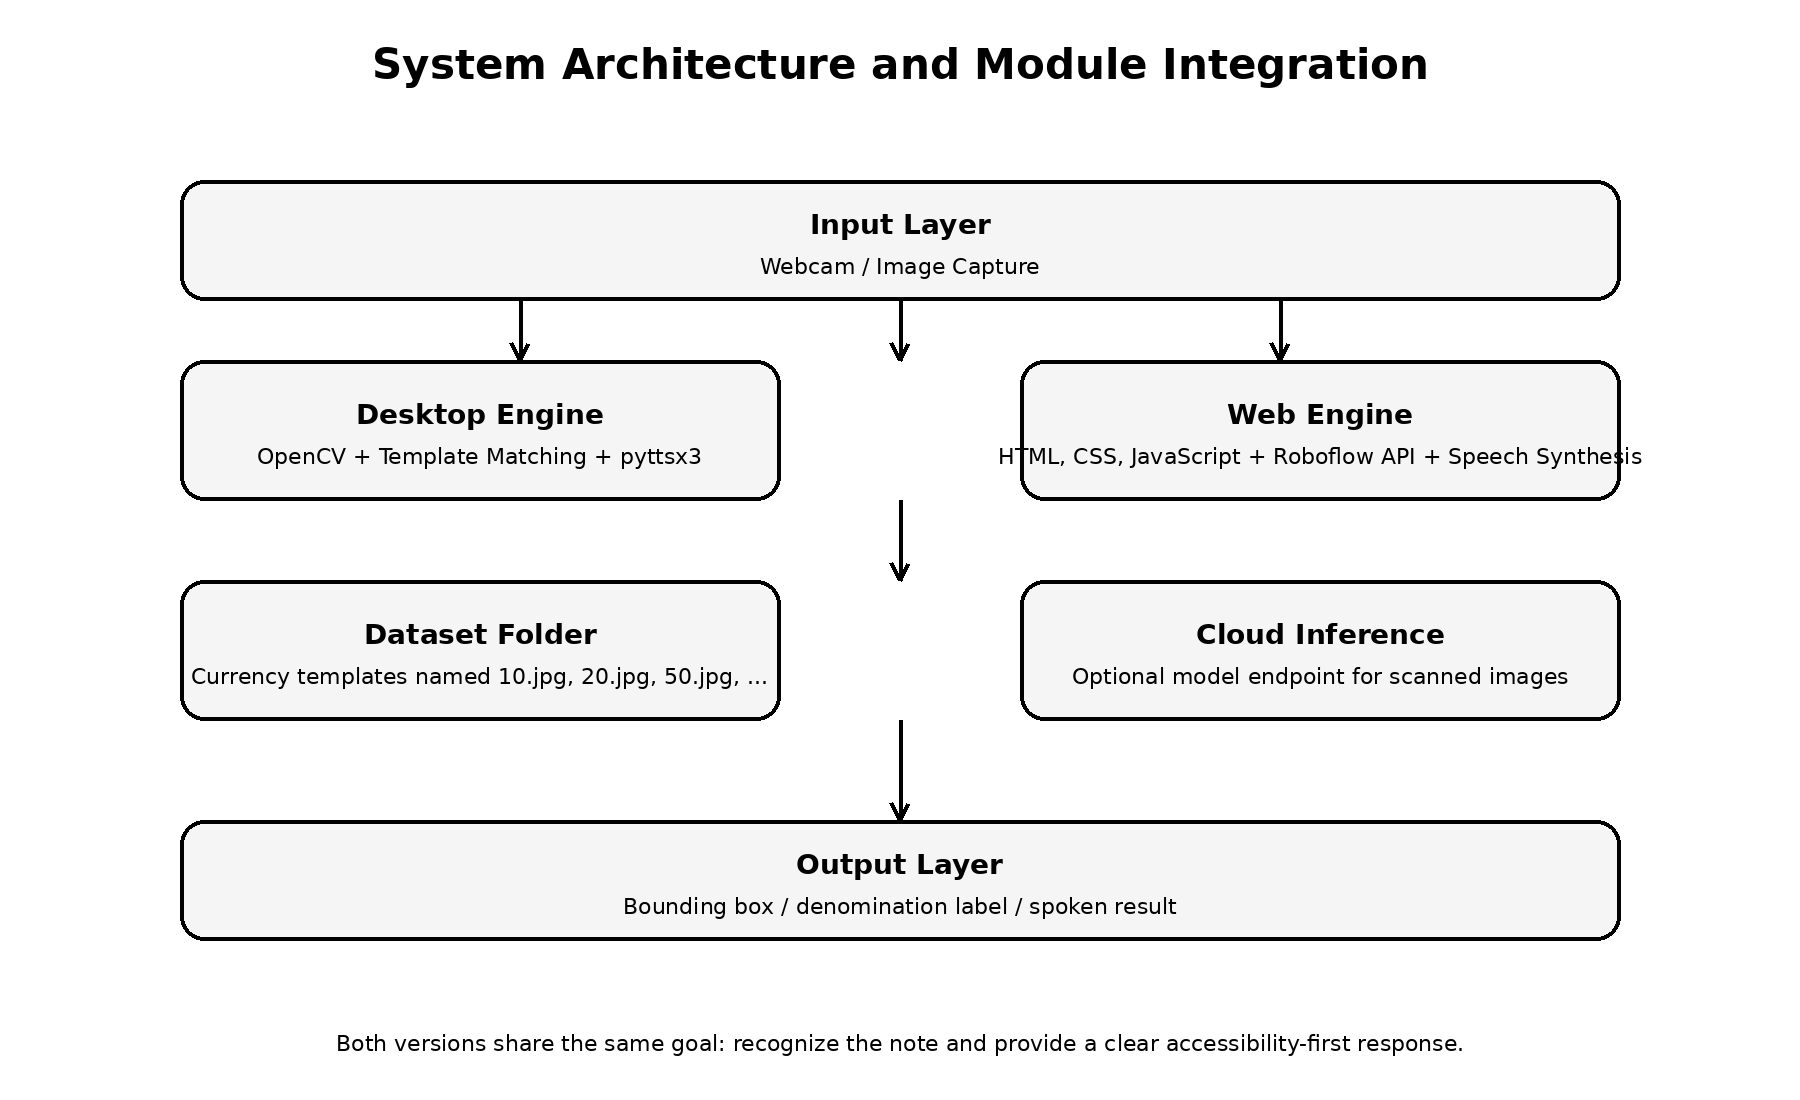 System Architecture and Module Integration
Input Layer
Webcam / Image Capture
Desktop Engine
OpenCV + Template Matching + pyttsx3
Web Engine
HTML, CSS, JavaScript + Roboflow API + Speech Synthesis
Dataset Folder
Currency templates named 10.jpg, 20.jpg, 50.jpg, ...
Cloud Inference
Optional model endpoint for scanned images
Output Layer
Bounding box / denomination label / spoken result
Both versions share the same goal: recognize the note and provide a clear accessibility-first response.